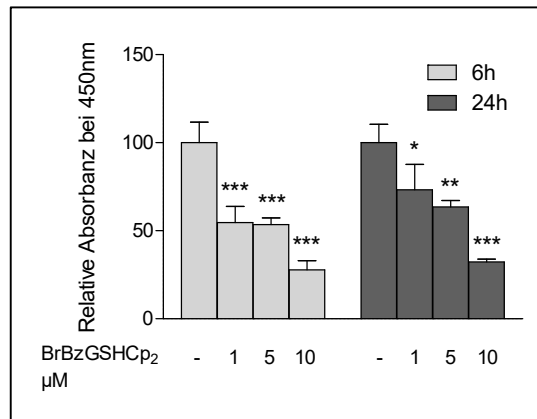 Relative Absorbanz bei 450nm
150
100
50
0
6h
24h
*** *** *** * ** ***
BrBzGSHCp2 - 1 5 10 - 1 5 10
µM